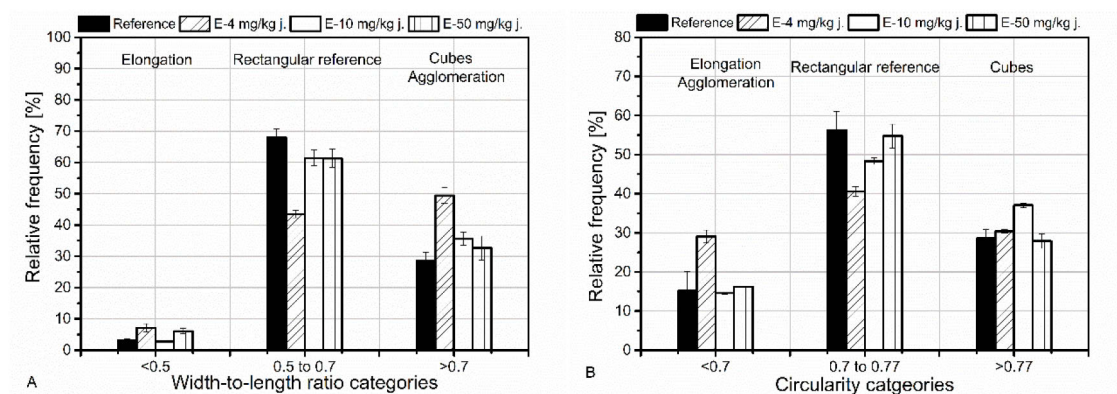 Reference E-4 mg/kg j. E-10 mg/kg j. E-50 mg/kg j.
100
90
80
70
60
50
40
30
20
10
0
Relative frequency [%]
Elongation
Rectangular reference
Cubes
Agglomeration
<0.5
0.5 to 0.7
>0.7
A
Width-to-length ratio categories
Reference E-4 mg/kg j. E-10 mg/kg j. E-50 mg/kg j.
80
70
60
50
40
30
20
10
0
Relative frequency [%]
Elongation
Agglomeration
Rectangular reference
Cubes
<0.7
0.7 to 0.77
>0.77
B
Circularity catgeories